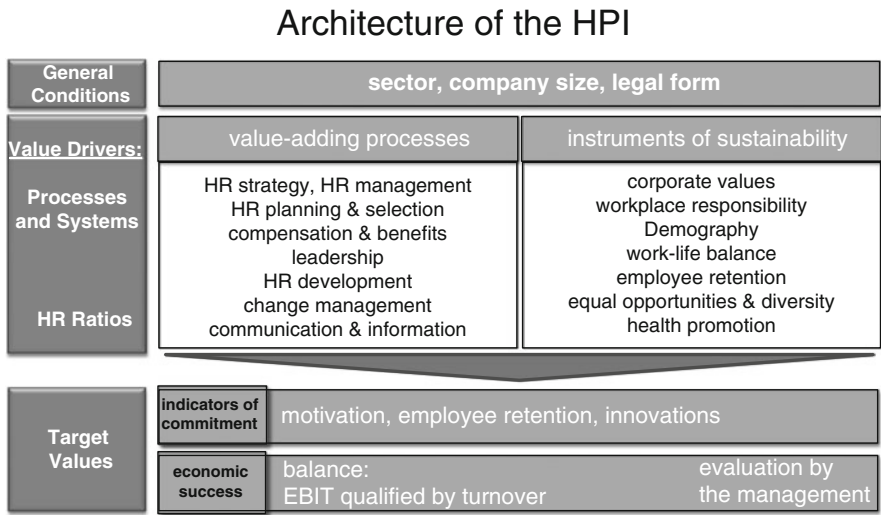 Architecture of the HPI
General
Conditions
sector, company size, legal form
Value Drivers:
Processes
and Systems
HR Ratios
value-adding processes
HR strategy, HR management
HR planning & selection
compensation & benefits
leadership
HR development
change management
communication & information
instruments of sustainability
corporate values
workplace responsibility
Demography
work-life balance
employee retention
equal opportunities & diversity
health promotion
Target
Values
indicators of
commitment
motivation, employee retention, innovations
economic
success
balance:
EBIT qualified by turnover
evaluation by
the management